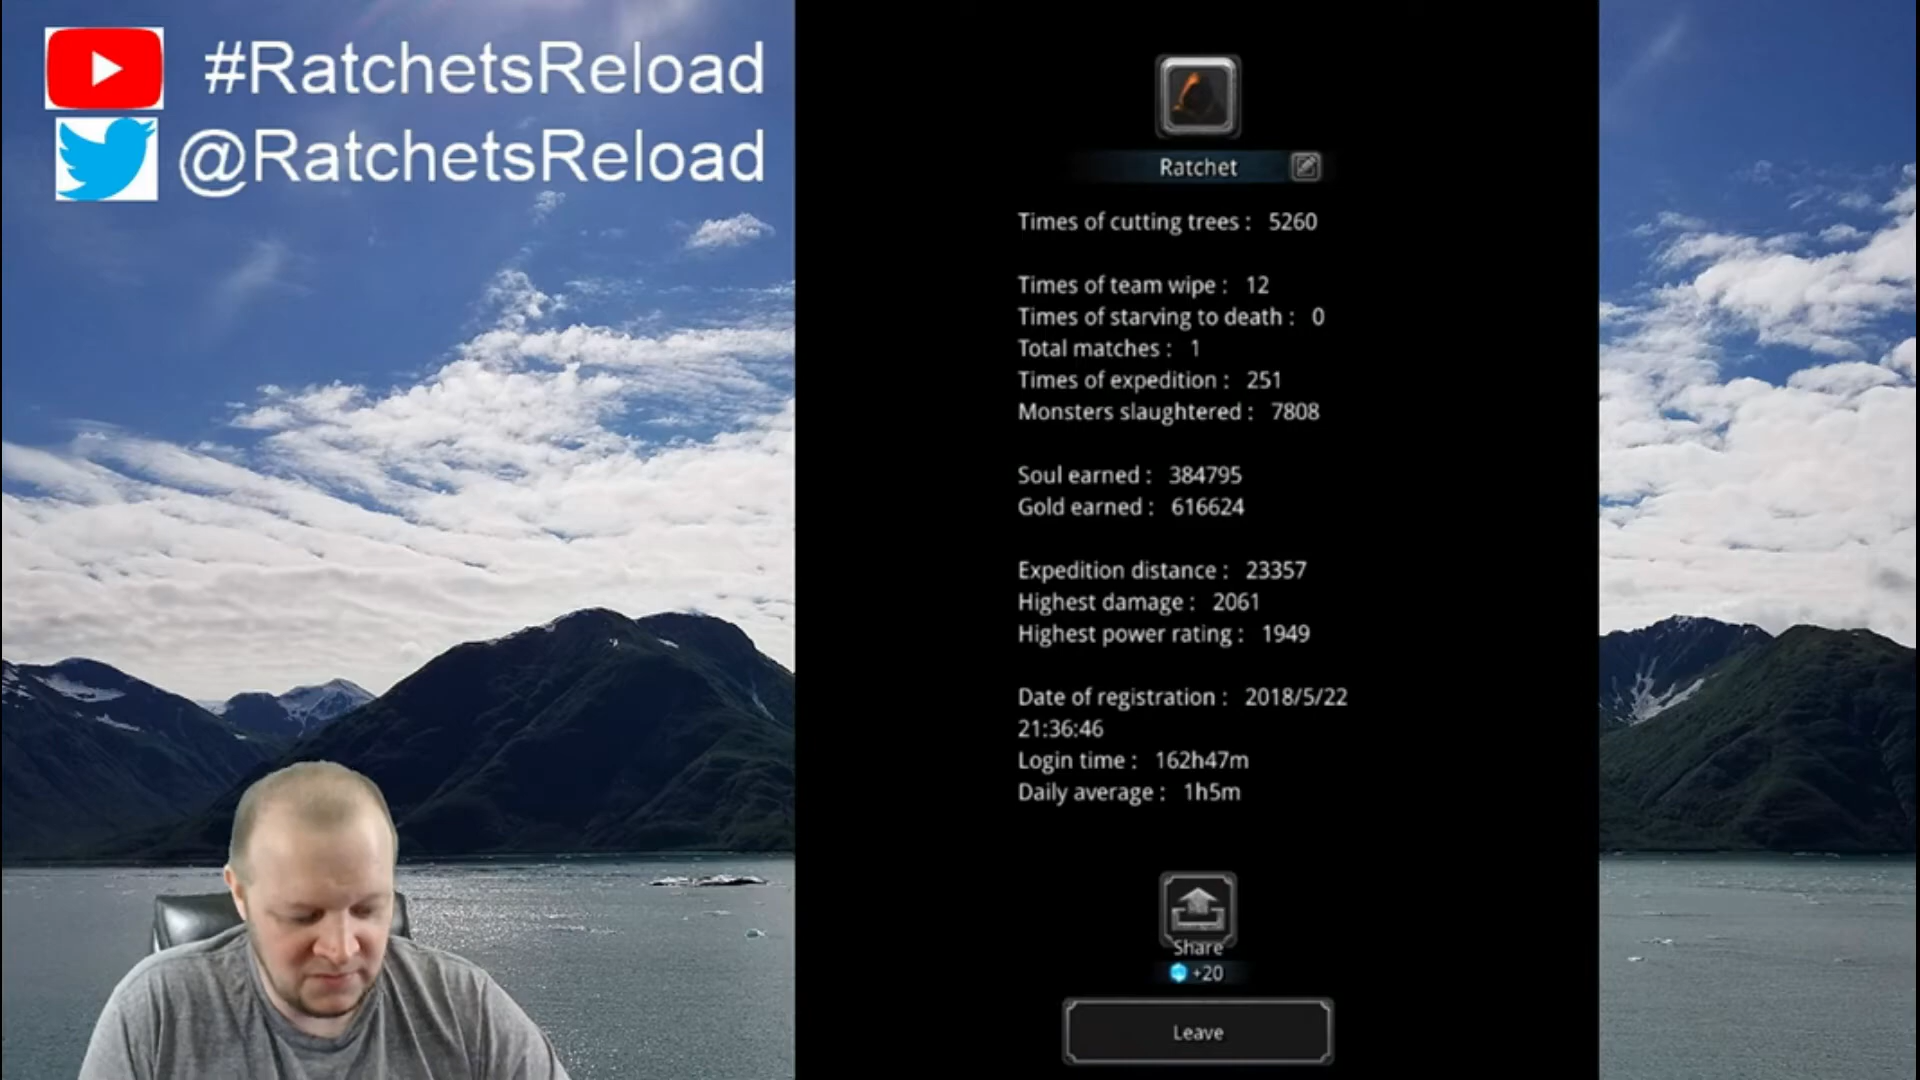 #RatchetsReload
@RatchetsReload
Ratchet
Times of cutting trees : 5260
Times of team wipe : 12
Times of starving to death : 0
Total matches : 1
Times of expedition : 251
Monsters slaughtered : 7808
Soul earned : 384795
Gold earned : 616624
Expedition distance : 23357
Highest damage : 2061
Highest power rating : 1949
Date of registration : 2018/5/22
21:36:46
Login time : 162h47m
Daily average : 1h5m
Share
+20
Leave